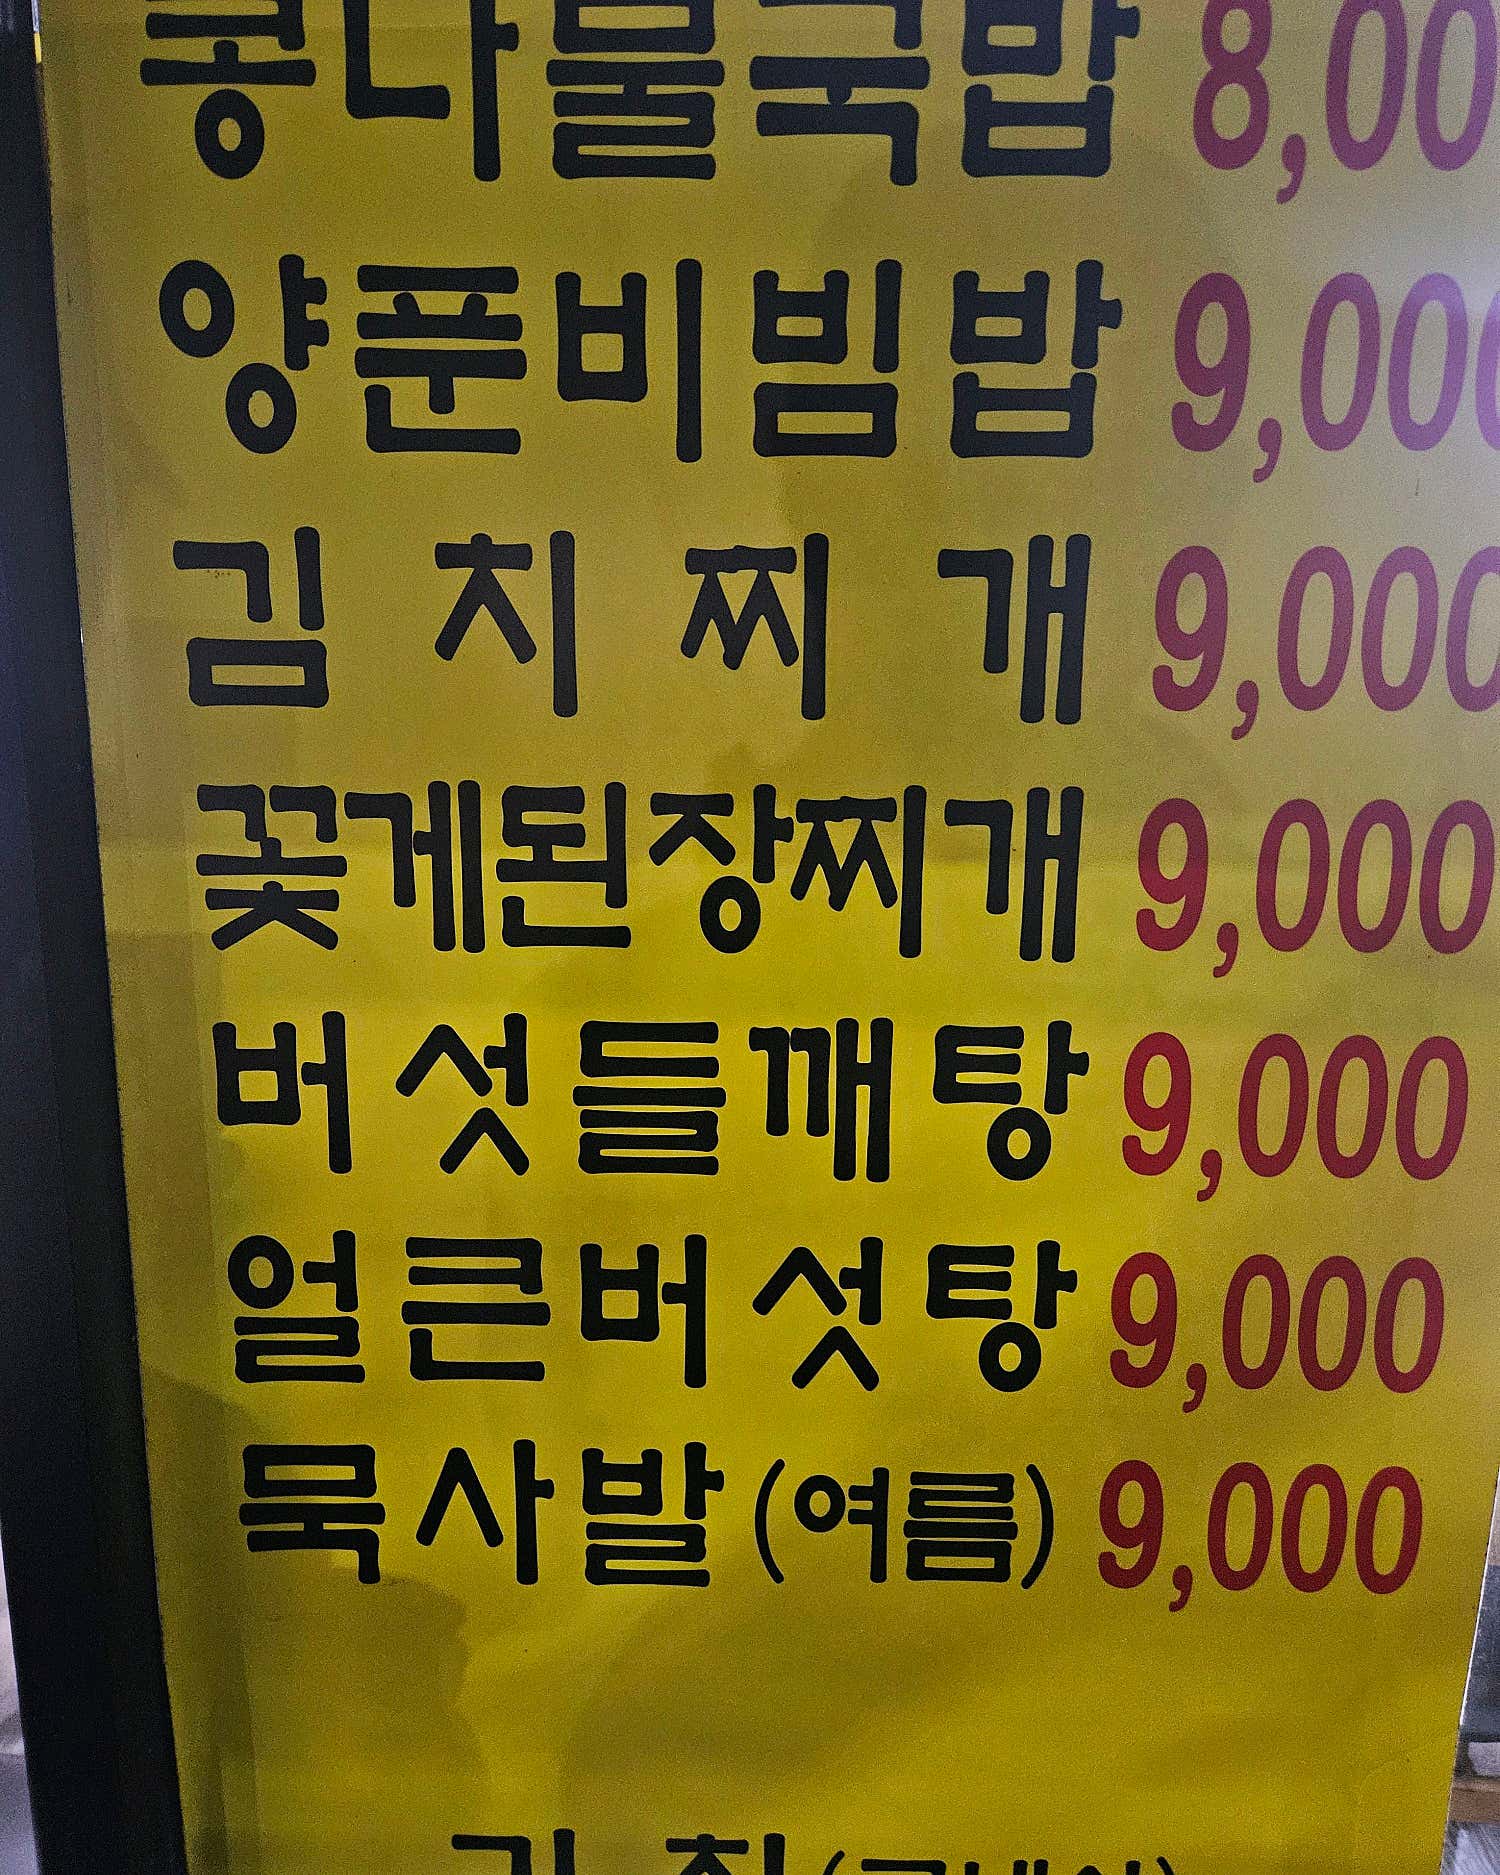 콩나물국밥 8,00
양푼비빔밥 9,000
김치찌개 9,000
꽃게된장찌개 9,000
버섯들깨탕 9,000
얼큰버섯탕 9,000
묵사발(여름) 9,000